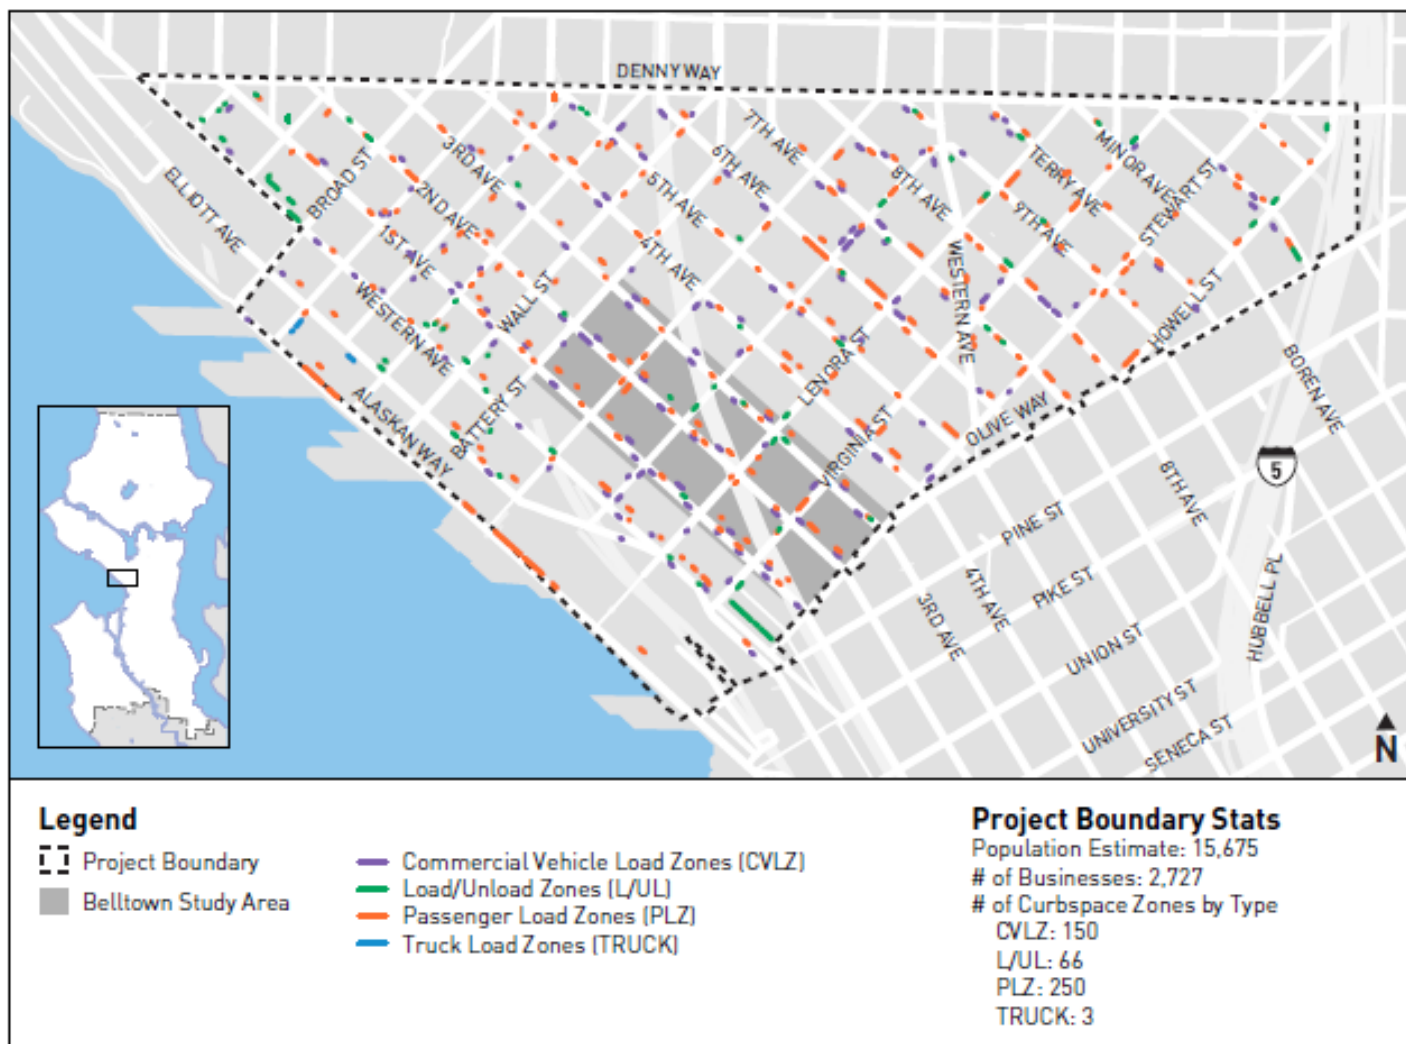 DENNY WAY
7TH AVE
MINOR AVE
3RD AVE
6TH AVE
TERRY AVE
BROAD ST
ELLIOTT AVE
2ND AVE
5TH AVE
8TH AVE
9TH AVE
STEWART ST
1ST AVE
4TH AVE
WESTERN AVE
WALL ST
WESTERN AVE
HOWELL ST
LENORA ST
BOREN AVE
ALASKAN WAY
BATTERY ST
VIRGINIA ST
OLIVE WAY
5
8TH AVE
PINE ST
4TH AVE
PIKE ST
3RD AVE
HUBBELL PL
UNION ST
UNIVERSITY ST
SENECA ST
N
Legend
Project Boundary
Belltown Study Area
Commercial Vehicle Load Zones (CVLZ)
Load/Unload Zones (L/UL)
Passenger Load Zones (PLZ)
Truck Load Zones (TRUCK)
Project Boundary Stats
Population Estimate: 15,675
# of Businesses: 2,727
# of Curbspace Zones by Type
CVLZ: 150
L/UL: 66
PLZ: 250
TRUCK: 3